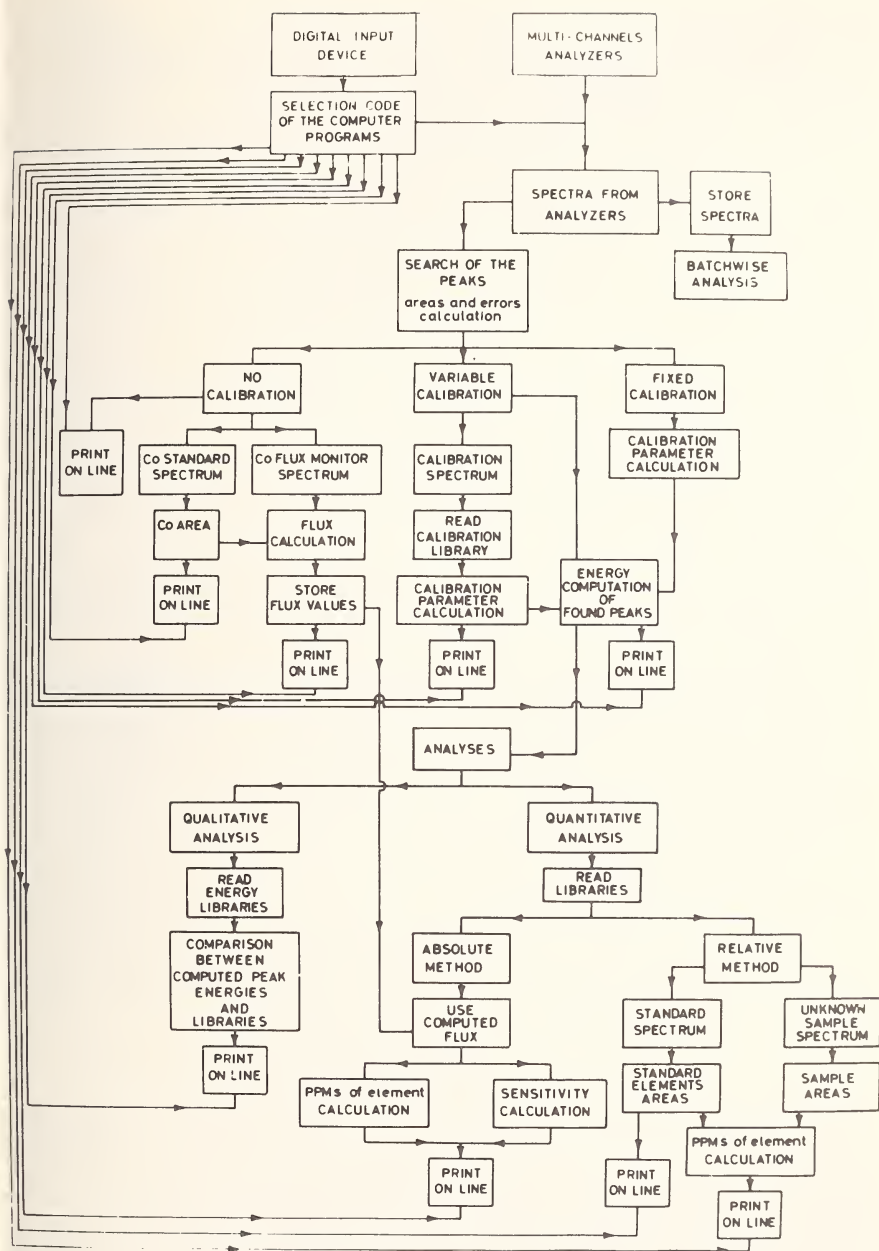 DIGITAL INPUT
DEVICE
MULTI-CHANNELS
ANALYZERS
SELECTION CODE
OF THE COMPUTER
PROGRAMS
SPECTRA FROM
ANALYZERS
STORE
SPECTRA
BATCHWISE
ANALYSIS
SEARCH OF THE
PEAKS
areas and errors
calculation
NO
CALIBRATION
VARIABLE
CALIBRATION
FIXED
CALIBRATION
PRINT
ON LINE
Co STANDARD
SPECTRUM
Co FLUX MONITOR
SPECTRUM
CALIBRATION
SPECTRUM
CALIBRATION
PARAMETER
CALCULATION
Co AREA
FLUX
CALCULATION
READ
CALIBRATION
LIBRARY
PRINT
ON LINE
STORE
FLUX VALUES
CALIBRATION
PARAMETER
CALCULATION
ENERGY
COMPUTATION
OF
FOUND PEAKS
PRINT
ON LINE
PRINT
ON LINE
PRINT
ON LINE
ANALYSES
QUALITATIVE
ANALYSIS
QUANTITATIVE
ANALYSIS
READ
ENERGY
LIBRARIES
READ
LIBRARIES
COMPARISON
BETWEEN
COMPUTED PEAK
ENERGIES
AND
LIBRARIES
ABSOLUTE
METHOD
RELATIVE
METHOD
USE
COMPUTED
FLUX
STANDARD
SPECTRUM
UNKNOWN
SAMPLE
SPECTRUM
PRINT
ON LINE
PPMs of element
CALCULATION
SENSITIVITY
CALCULATION
STANDARD
ELEMENTS
AREAS
SAMPLE
AREAS
PPMs of element
CALCULATION
PRINT
ON LINE
PRINT
ON LINE
PRINT
ON LINE